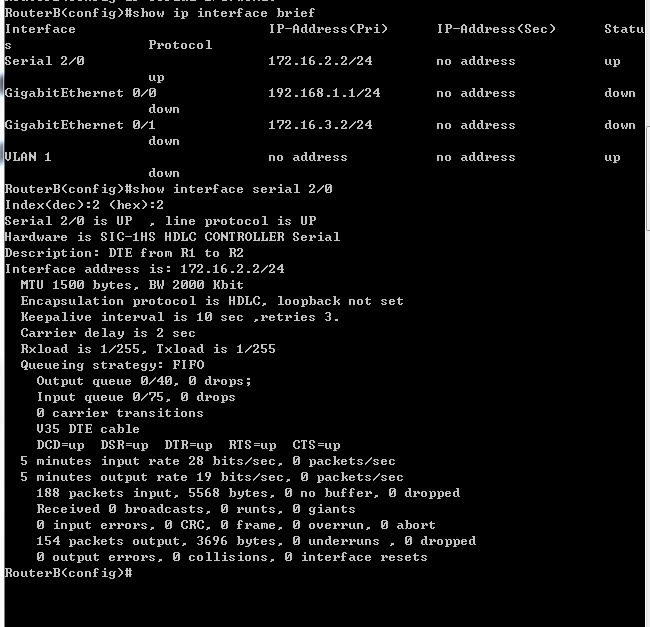 RouterB(config)#show ip interface brief
Interface                        IP-Address(Pri)      IP-Address(Sec)      Statu
s                 Protocol
Serial 2/0                       172.16.2.2/24        no address           up
                  up
GigabitEthernet 0/0              192.168.1.1/24       no address           down
                  down
GigabitEthernet 0/1              172.16.3.2/24        no address           down
                  down
VLAN 1                           no address           no address           up
                  down
RouterB(config)#show interface serial 2/0
Index(dec):2 (hex):2
Serial 2/0 is UP  , line protocol is UP
Hardware is SIC-1HS HDLC CONTROLLER Serial
Description: DTE from R1 to R2
Interface address is: 172.16.2.2/24
  MTU 1500 bytes, BW 2000 Kbit
  Encapsulation protocol is HDLC, loopback not set
  Keepalive interval is 10 sec ,retries 3.
  Carrier delay is 2 sec
  Rxload is 1/255, Txload is 1/255
  Queueing strategy: FIFO
    Output queue 0/40, 0 drops;
    Input queue 0/75, 0 drops
    0 carrier transitions
    V35 DTE cable
    DCD=up  DSR=up  DTR=up  RTS=up  CTS=up
  5 minutes input rate 28 bits/sec, 0 packets/sec
  5 minutes output rate 19 bits/sec, 0 packets/sec
    188 packets input, 5568 bytes, 0 no buffer, 0 dropped
    Received 0 broadcasts, 0 runts, 0 giants
    0 input errors, 0 CRC, 0 frame, 0 overrun, 0 abort
    154 packets output, 3696 bytes, 0 underruns , 0 dropped
    0 output errors, 0 collisions, 0 interface resets
RouterB(config)#